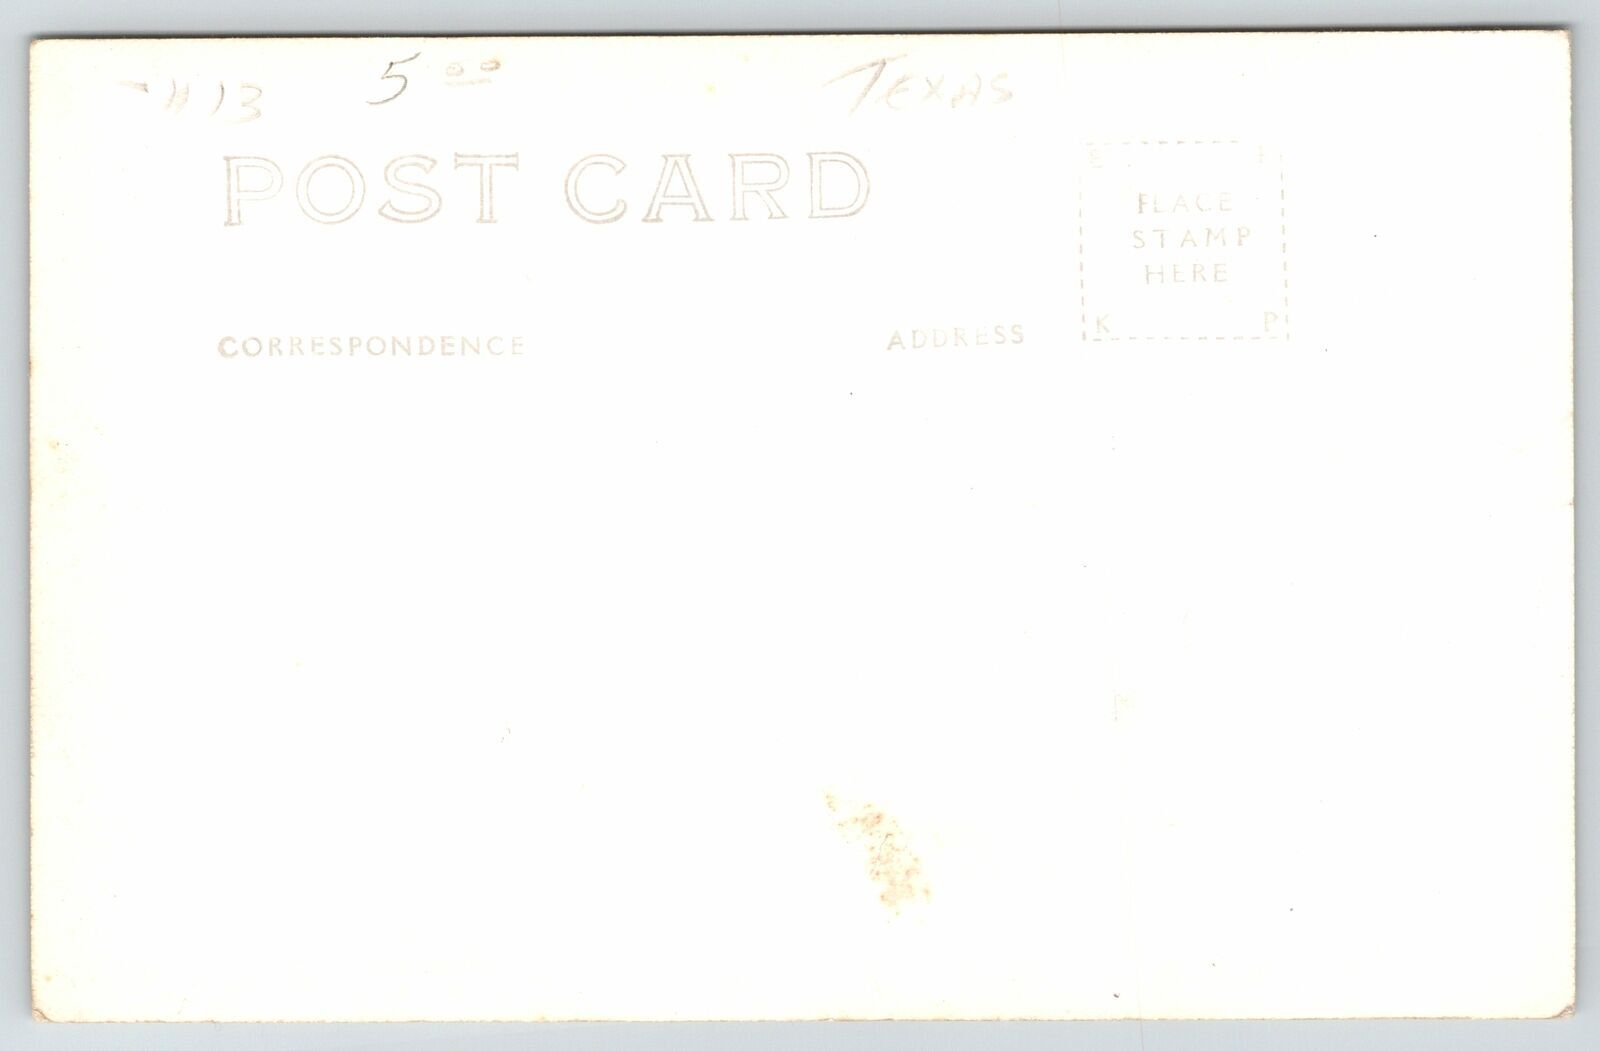 #13 5 00 Texas
POST CARD
PLACE
STAMP
HERE
K P
CORRESPONDENCE ADDRESS